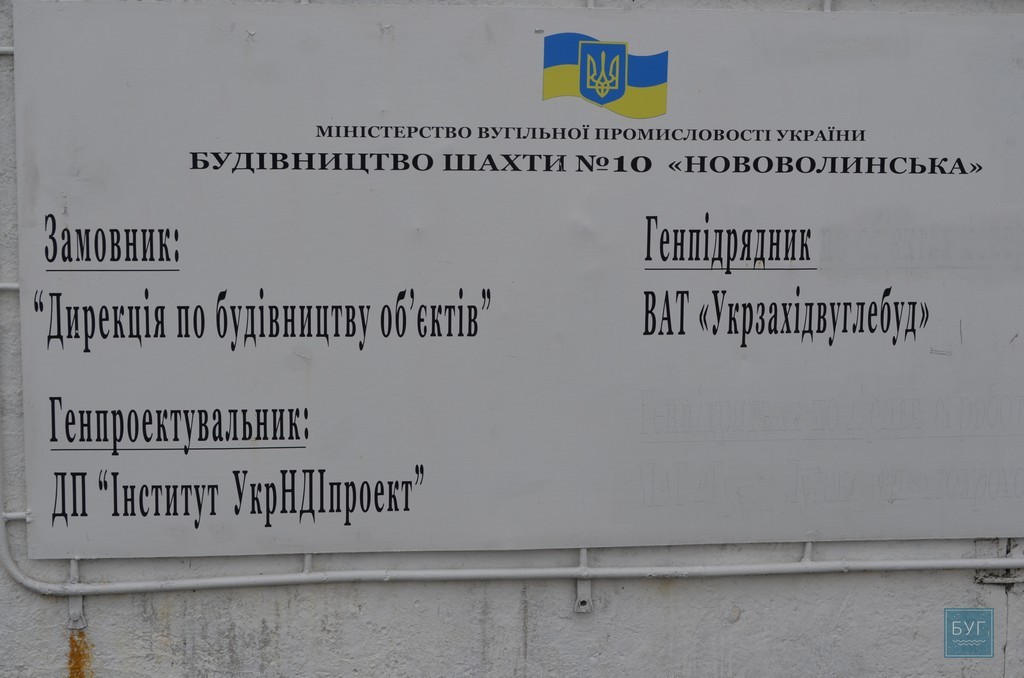 МІНІСТЕРСТВО ВУГІЛЬНОЇ ПРОМИСЛОВОСТІ УКРАЇНИ
БУДІВНИЦТВО ШАХТИ №10 «НОВОВОЛИНСЬКА»
Замовник:
“Дирекція по будівництву об’єктів”
Генпроектувальник:
ДП “Інститут УкрНДІпроект”
Генпідрядник
ВАТ «Укрзахідвуглебуд»
БУГ